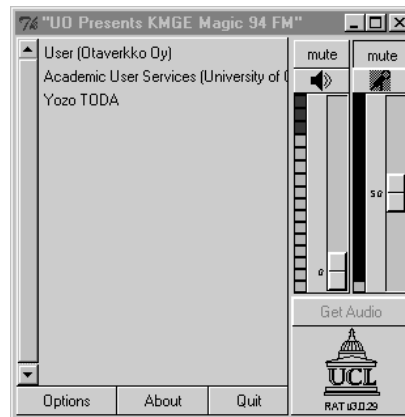 "UO Presents KMGE Magic 94 FM"
User (Otaverkko Oy)
Academic User Services (University of
Yozo TODA
mute
mute
50
0
Get Audio
UCL
RAT v3.0.29
Options
About
Quit